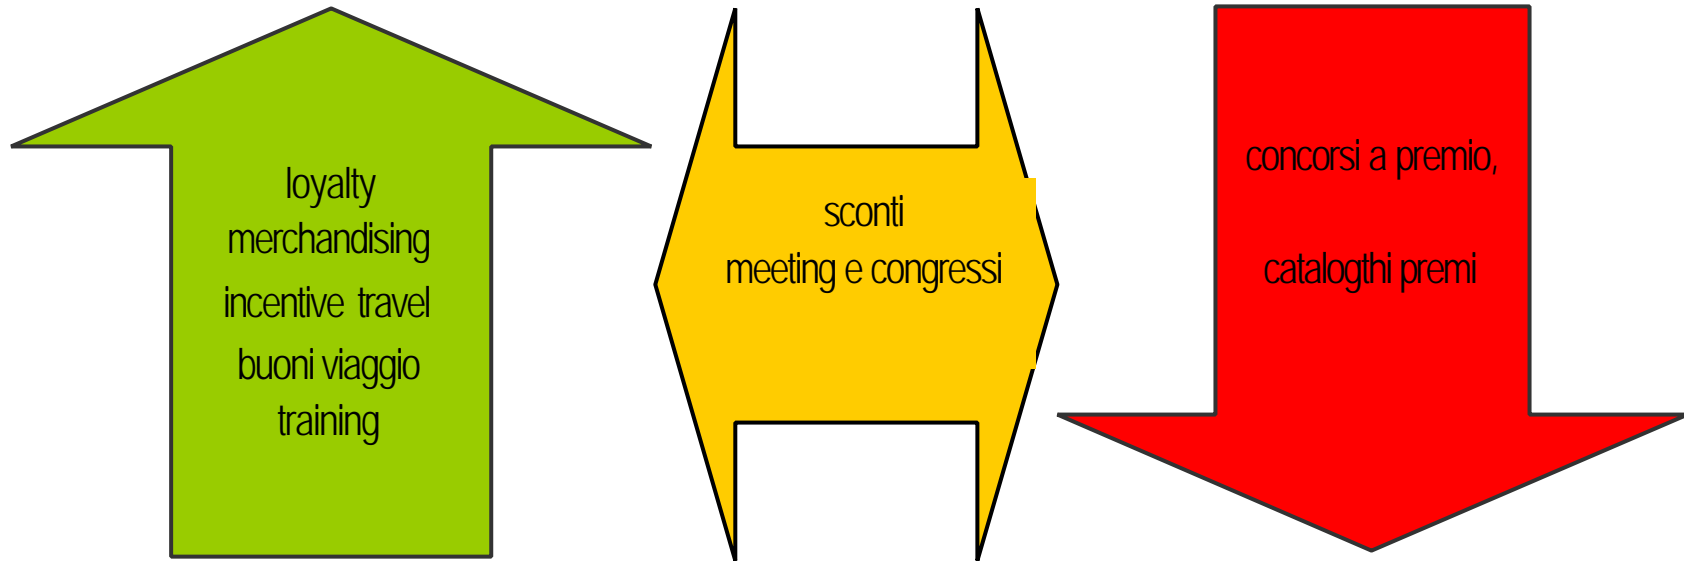 loyalty
merchandising
incentive travel
buoni viaggio
training
sconti
meeting e congressi
concorsi a premio,
catalogthi premi